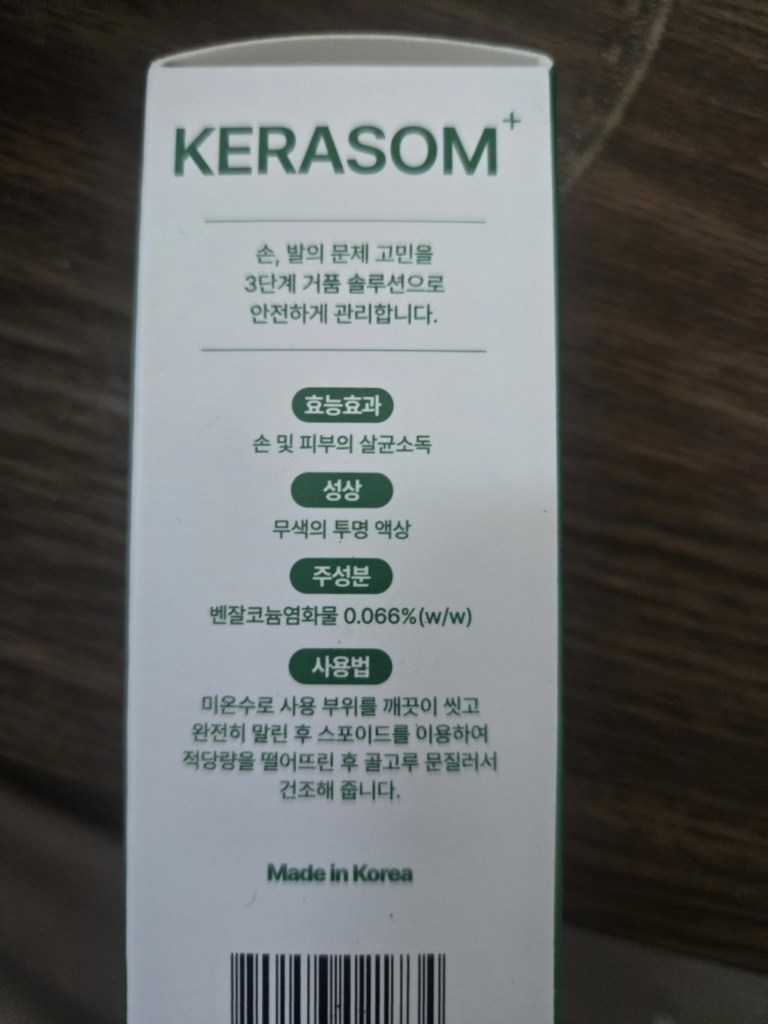 KERASOM+
손, 발의 문제 고민을
3단계 거품 솔루션으로
안전하게 관리합니다.
효능효과
손 및 피부의 살균소독
성상
무색의 투명 액상
주성분
벤잘코늄염화물 0.066%(w/w)
사용법
미온수로 사용 부위를 깨끗이 씻고
완전히 말린 후 스포이드를 이용하여
적당량을 떨어뜨린 후 골고루 문질러서
건조해 줍니다.
Made in Korea